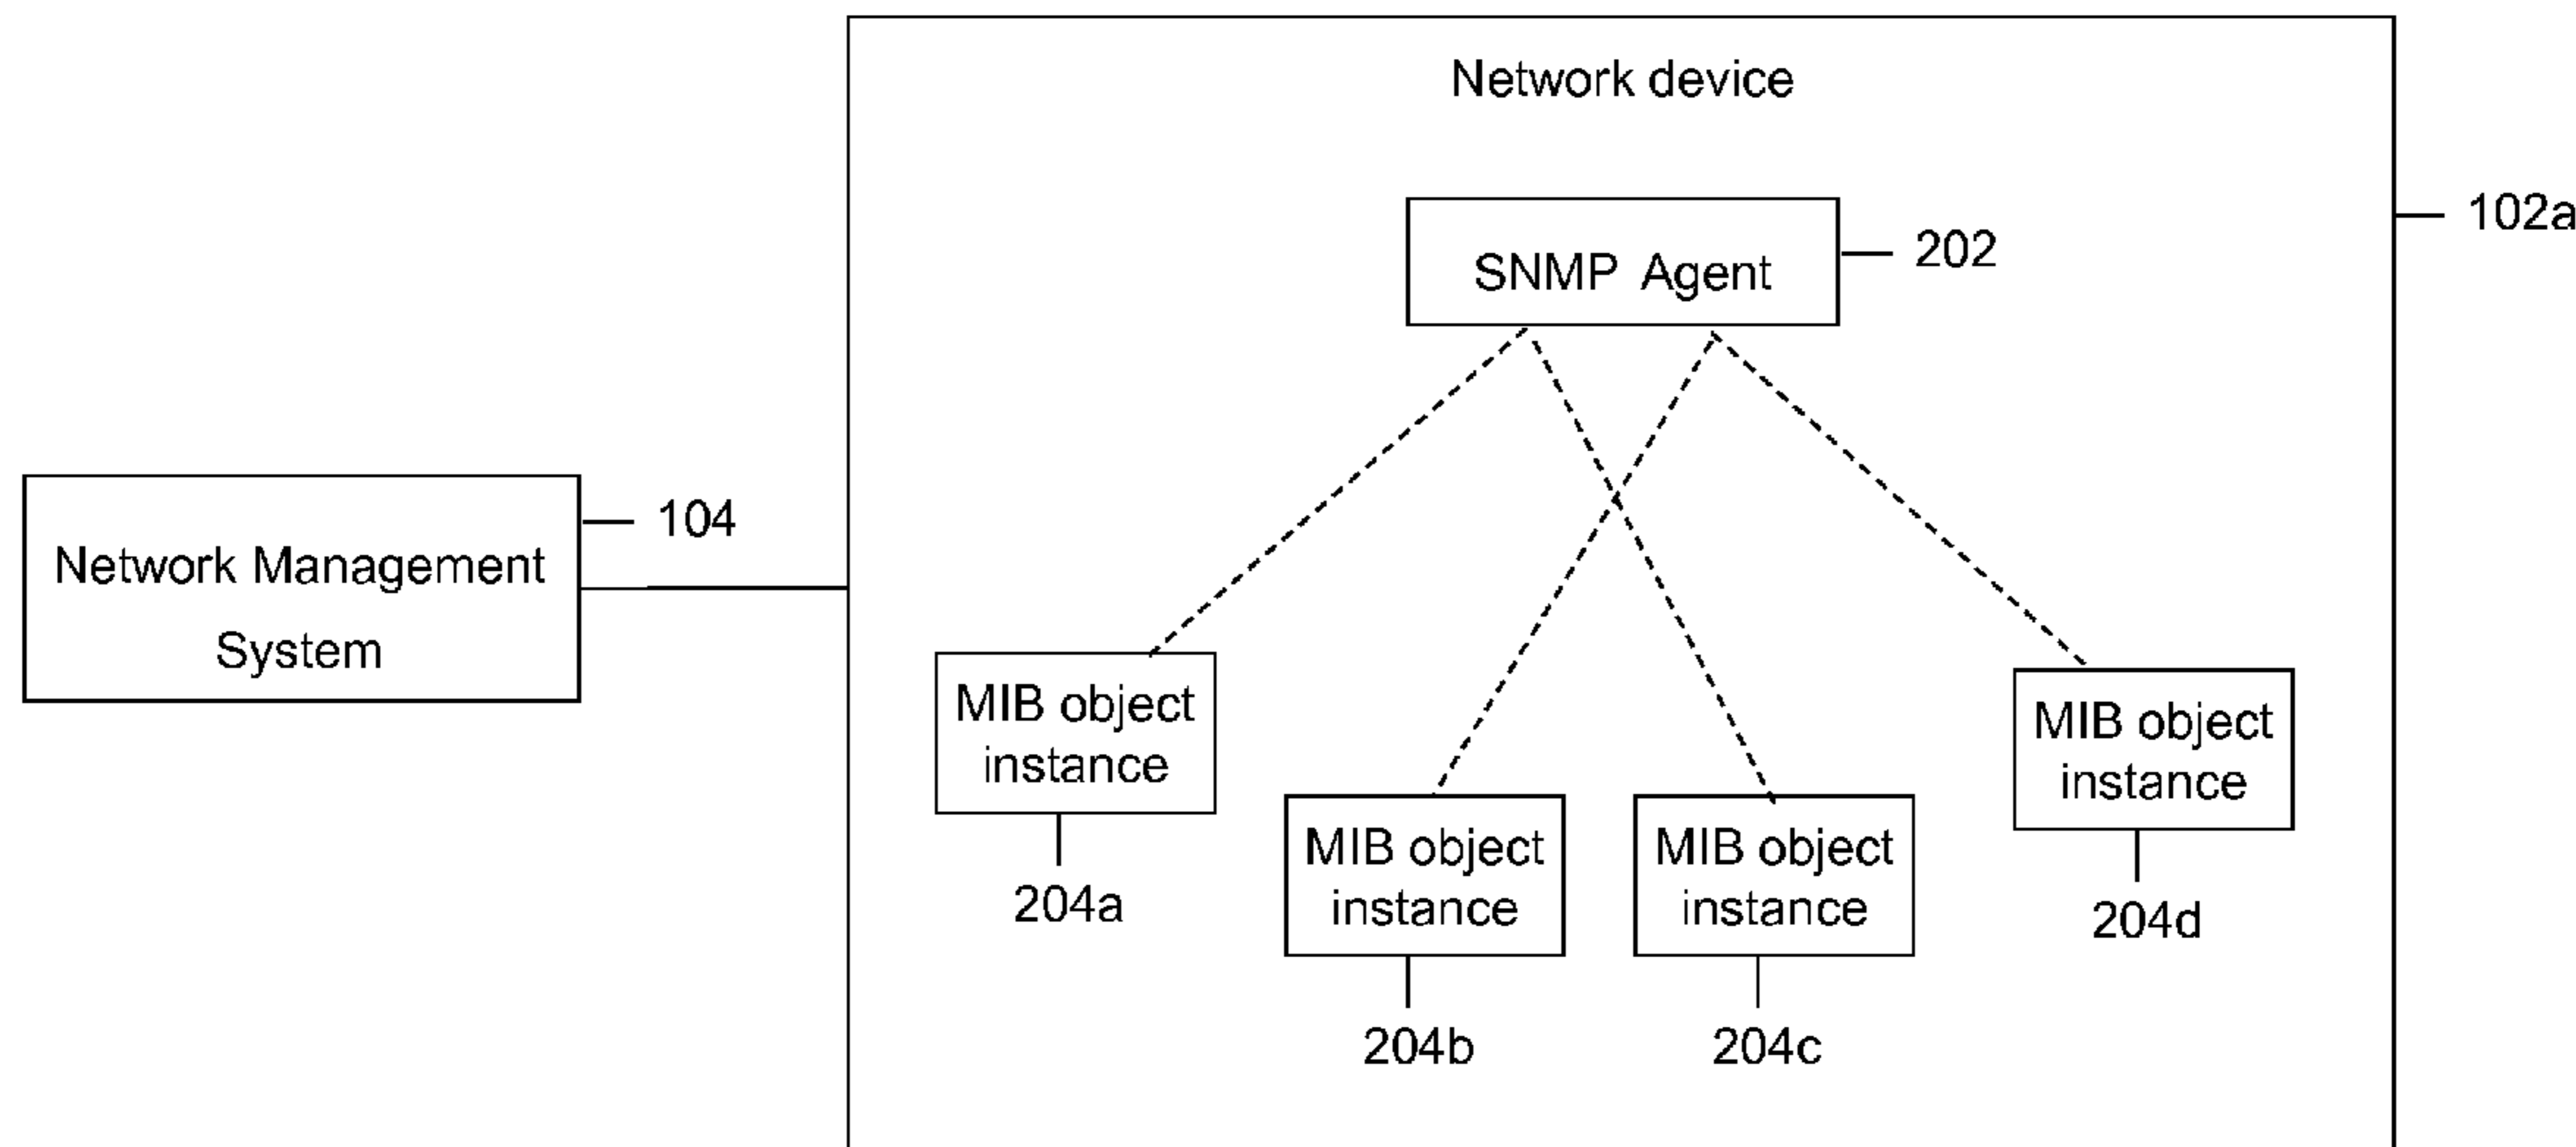 Network device
102a
SNMP Agent
202
104
Network Management
System
MIB object
instance
204a
MIB object
instance
204b
MIB object
instance
204c
MIB object
instance
204d